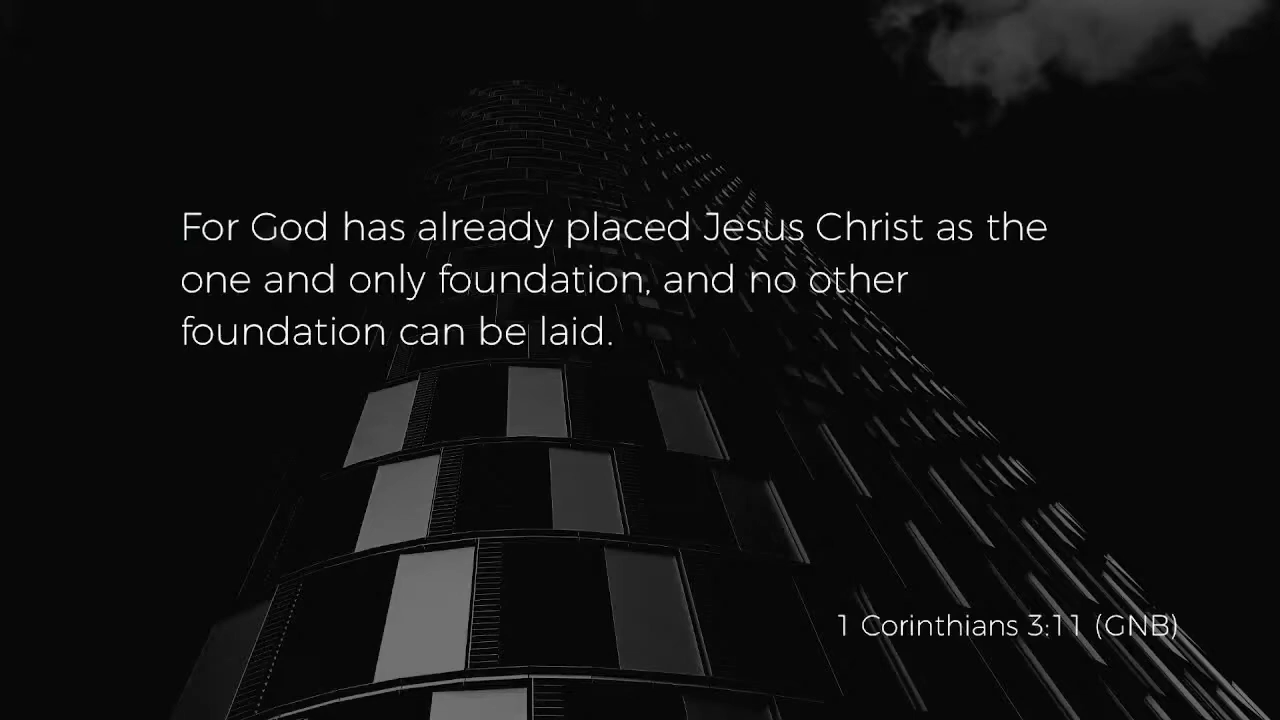 For God has already placed Jesus Christ as the
one and only foundation, and no other
foundation can be laid.
1 Corinthians 3:11 (GNB)